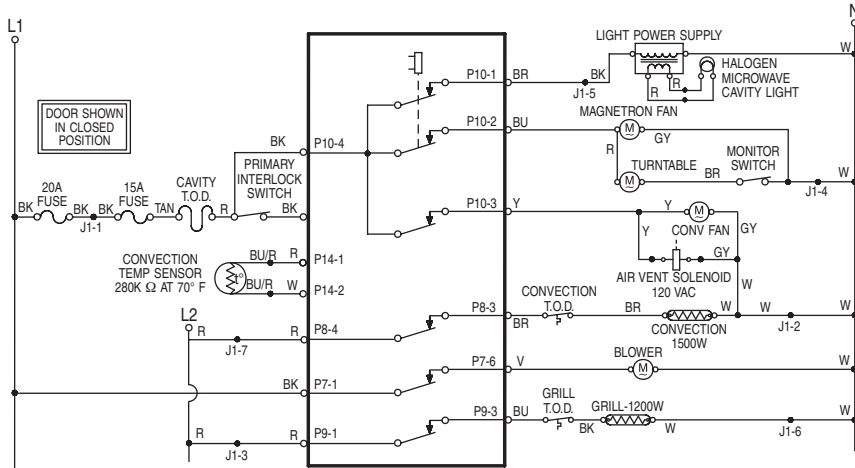 L1
N
LIGHT POWER SUPPLY
W
HALOGEN
MICROWAVE
CAVITY LIGHT
P10-1
BR
BK
J1-5
R
R
DOOR SHOWN
IN CLOSED
POSITION
MAGNETRON FAN
P10-2
BU
GY
BK
P10-4
PRIMARY
INTERLOCK
SWITCH
R
TURNTABLE
MONITOR
SWITCH
BR
W
J1-4
20A
FUSE
15A
FUSE
CAVITY
T.O.D.
BK
BK
BK
TAN
R
BK
J1-1
P10-3
Y
Y
CONV FAN
Y
GY
GY
CONVECTION
TEMP SENSOR
280K Ω AT 70° F
BU/R
R
P14-1
t°
BU/R
W
P14-2
AIR VENT SOLENOID
120 VAC
W
L2
P8-3
BR
CONVECTION
T.O.D.
BR
W
W
W
CONVECTION
1500W
J1-2
R
R
P8-4
J1-7
BLOWER
P7-6
V
W
BK
P7-1
P9-3
BU
GRILL
T.O.D.
GRILL-1200W
BK
W
W
J1-6
R
R
P9-1
J1-3
M
M
M
M